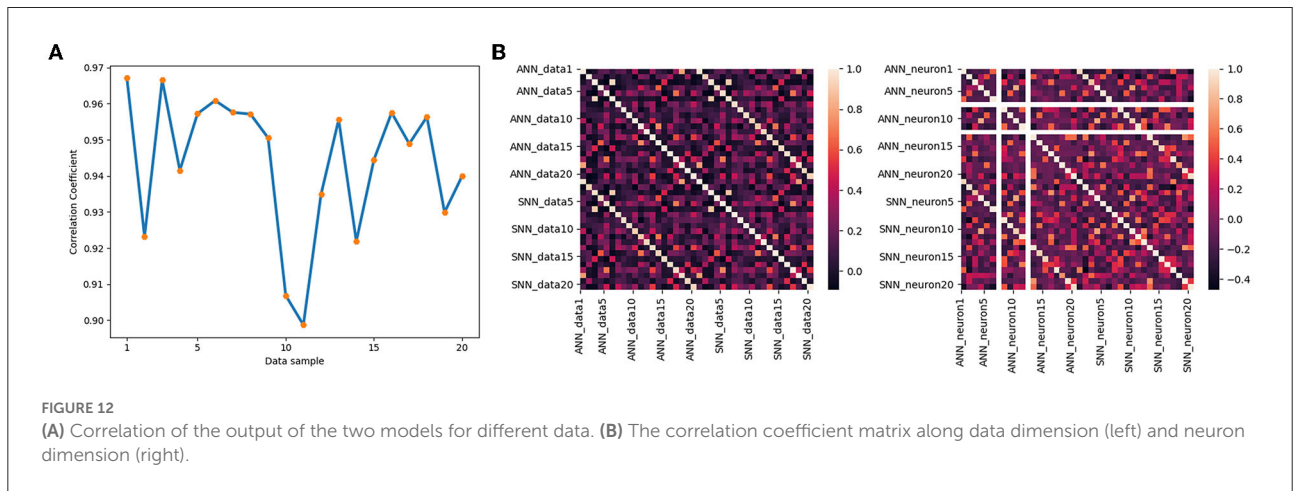 A
0.97
0.96
0.95
0.94
0.93
0.92
0.91
0.90
Correlation Coefficient
1
5
10
15
20
Data sample
B
ANN_data1
ANN_data5
ANN_data10
ANN_data15
ANN_data20
SNN_data5
SNN_data10
SNN_data15
SNN_data20
ANN_data1
ANN_data5
ANN_data10
ANN_data15
ANN_data20
SNN_data5
SNN_data10
SNN_data15
SNN_data20
1.0
0.8
0.6
0.4
0.2
0.0
ANN_neuron1
ANN_neuron5
ANN_neuron10
ANN_neuron15
ANN_neuron20
SNN_neuron5
SNN_neuron10
SNN_neuron15
SNN_neuron20
ANN_neuron1
ANN_neuron5
ANN_neuron10
ANN_neuron15
ANN_neuron20
SNN_neuron5
SNN_neuron10
SNN_neuron15
SNN_neuron20
1.0
0.8
0.6
0.4
0.2
0.0
−0.2
−0.4
FIGURE 12
(A) Correlation of the output of the two models for different data. (B) The correlation coefficient matrix along data dimension (left) and neuron
dimension (right).